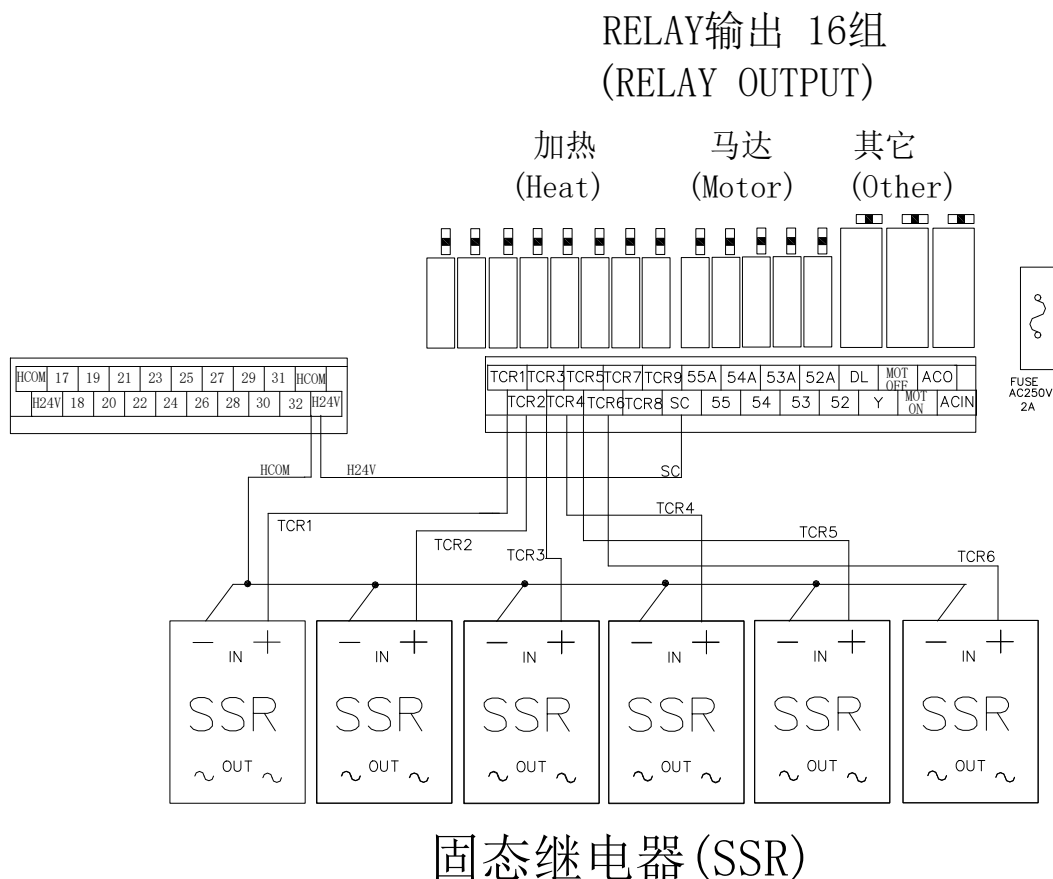 RELAY输出 16组
(RELAY OUTPUT)
加热
(Heat)
马达
(Motor)
其它
(Other)
FUSE
AC250V
2A
HCOM 17 19 21 23 25 27 29 31 HCOM
H24V 18 20 22 24 26 28 30 32 H24V
TCR1 TCR3 TCR5 TCR7 TCR9 55A 54A 53A 52A DL MOT OFF ACO
TCR2 TCR4 TCR6 TCR8 SC 55 54 53 52 Y MOT ON ACIN
HCOM
H24V
SC
TCR1
TCR2
TCR3
TCR4
TCR5
TCR6
− +
IN
SSR
~ OUT ~
− +
IN
SSR
~ OUT ~
− +
IN
SSR
~ OUT ~
− +
IN
SSR
~ OUT ~
− +
IN
SSR
~ OUT ~
− +
IN
SSR
~ OUT ~
固态继电器(SSR)